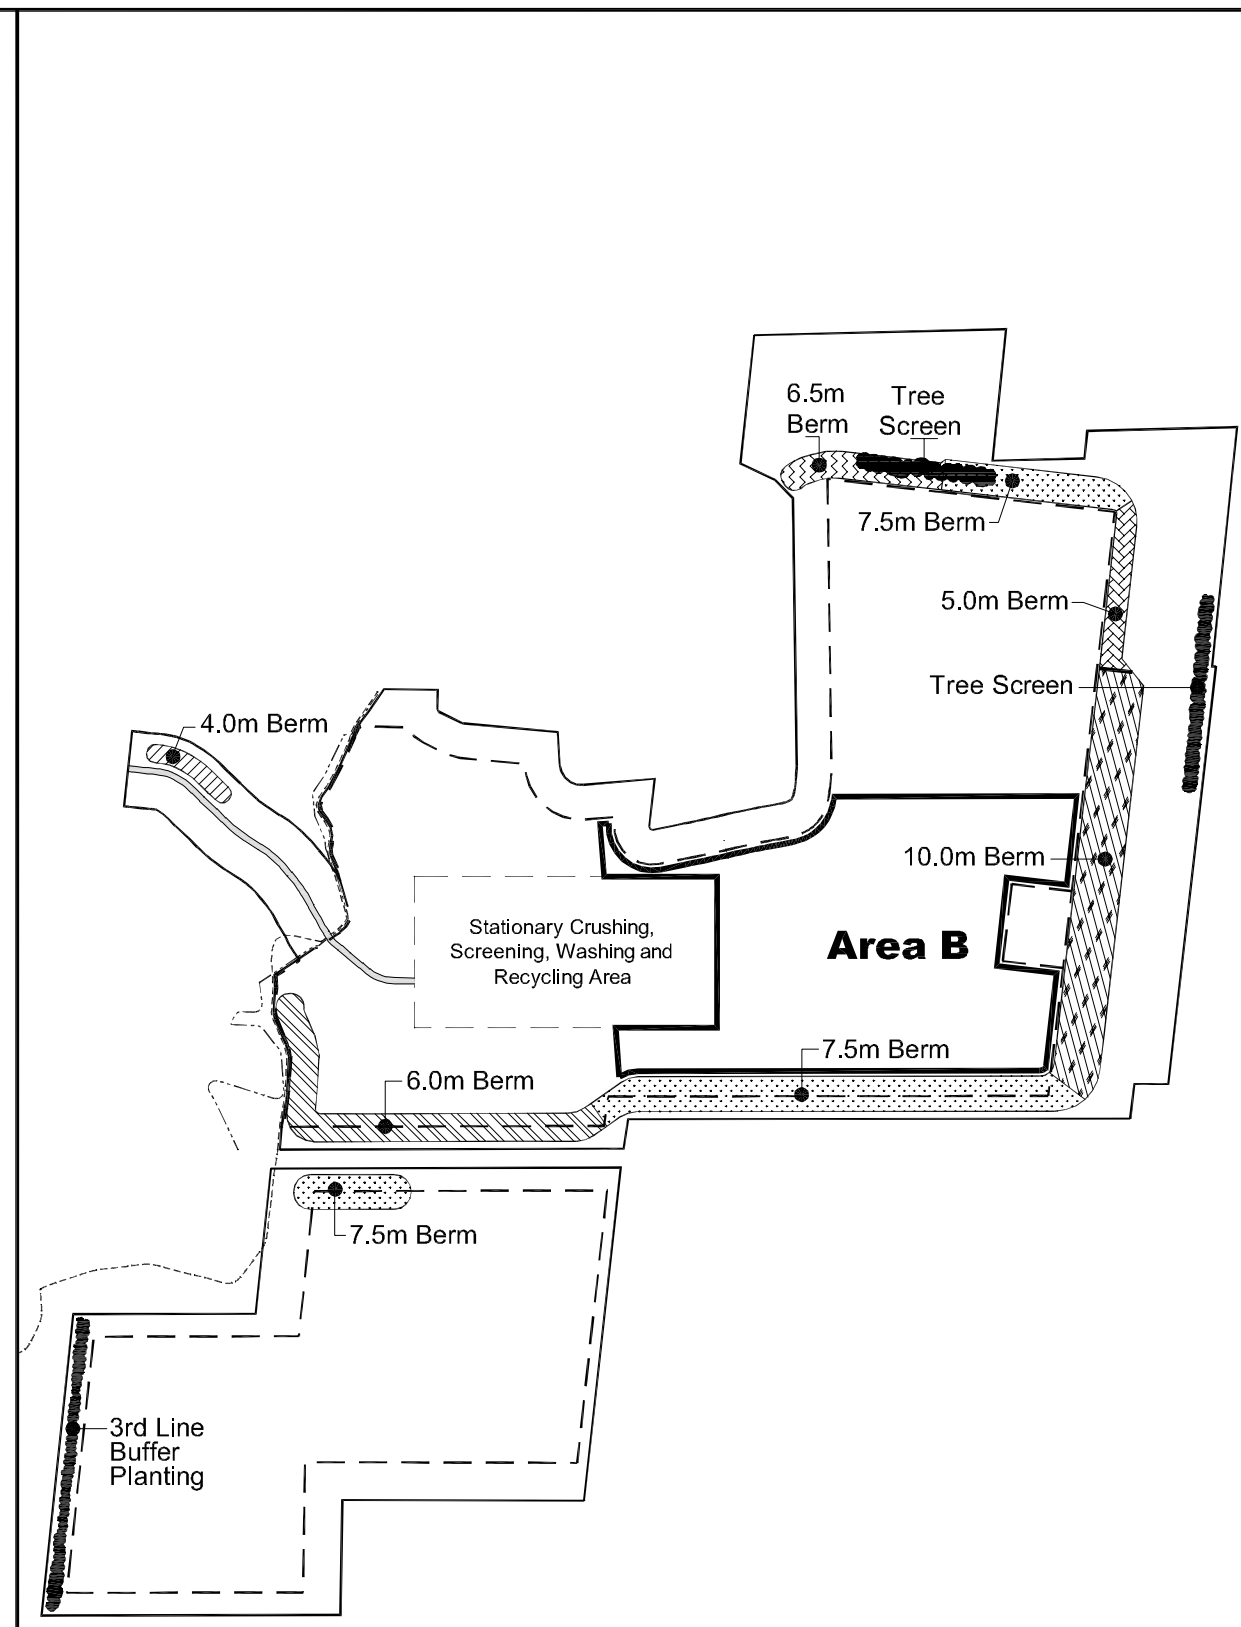 6.5m
Berm
Tree
Screen
7.5m Berm
5.0m Berm
Tree Screen
4.0m Berm
10.0m Berm
Stationary Crushing,
Screening, Washing and
Recycling Area
Area B
7.5m Berm
6.0m Berm
7.5m Berm
3rd Line
Buffer
Planting